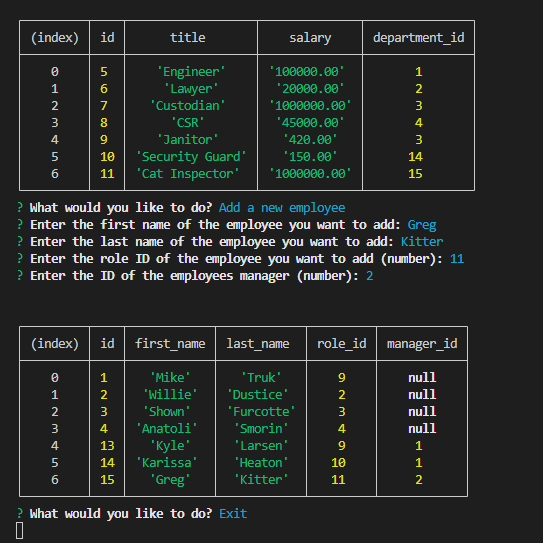 (index) id title salary department_id
0 5 'Engineer' '100000.00' 1
1 6 'Lawyer' '20000.00' 2
2 7 'Custodian' '1000000.00' 3
3 8 'CSR' '45000.00' 4
4 9 'Janitor' '420.00' 3
5 10 'Security Guard' '150.00' 14
6 11 'Cat Inspector' '1000000.00' 15
? What would you like to do? Add a new employee
? Enter the first name of the employee you want to add: Greg
? Enter the last name of the employee you want to add: Kitter
? Enter the role ID of the employee you want to add (number): 11
? Enter the ID of the employees manager (number): 2
(index) id first_name last_name role_id manager_id
0 1 'Mike' 'Truk' 9 null
1 2 'Willie' 'Dustice' 2 null
2 3 'Shown' 'Furcotte' 3 null
3 4 'Anatoli' 'Smorin' 4 null
4 13 'Kyle' 'Larsen' 9 1
5 14 'Karissa' 'Heaton' 10 1
6 15 'Greg' 'Kitter' 11 2
? What would you like to do? Exit